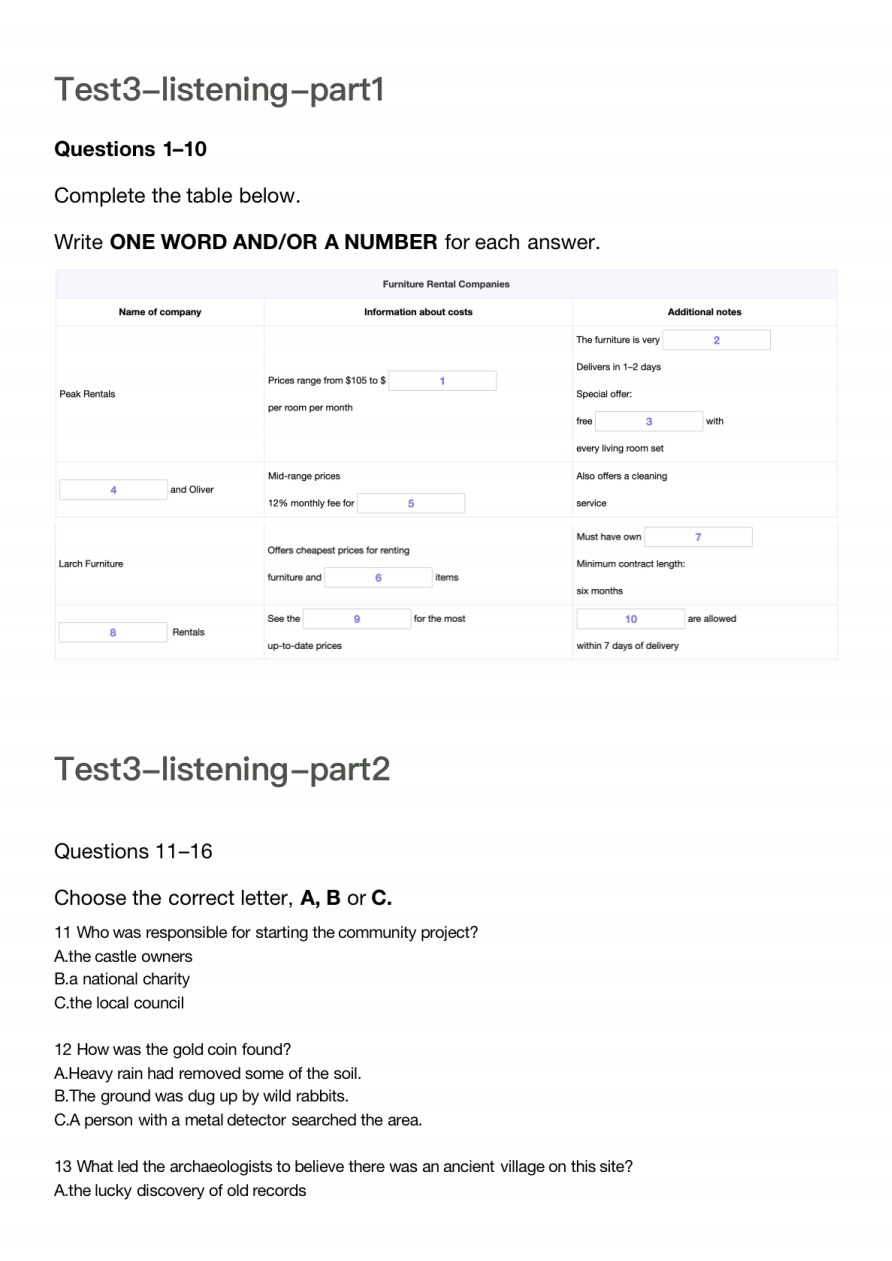 Test3–listening–part1
Questions 1–10
Complete the table below.
Write ONE WORD AND/OR A NUMBER for each answer.
Furniture Rental Companies
Name of company
Information about costs
Additional notes
Peak Rentals
Prices range from $105 to $ 1
per room per month
The furniture is very 2
Delivers in 1–2 days
Special offer:
free 3 with
every living room set
4 and Oliver
Mid-range prices
12% monthly fee for 5
Also offers a cleaning
service
Larch Furniture
Offers cheapest prices for renting
furniture and 6 items
Must have own 7
Minimum contract length:
six months
8 Rentals
See the 9 for the most
up-to-date prices
10 are allowed
within 7 days of delivery
Test3–listening–part2
Questions 11–16
Choose the correct letter, A, B or C.
11 Who was responsible for starting the community project?
A.the castle owners
B.a national charity
C.the local council
12 How was the gold coin found?
A.Heavy rain had removed some of the soil.
B.The ground was dug up by wild rabbits.
C.A person with a metal detector searched the area.
13 What led the archaeologists to believe there was an ancient village on this site?
A.the lucky discovery of old records